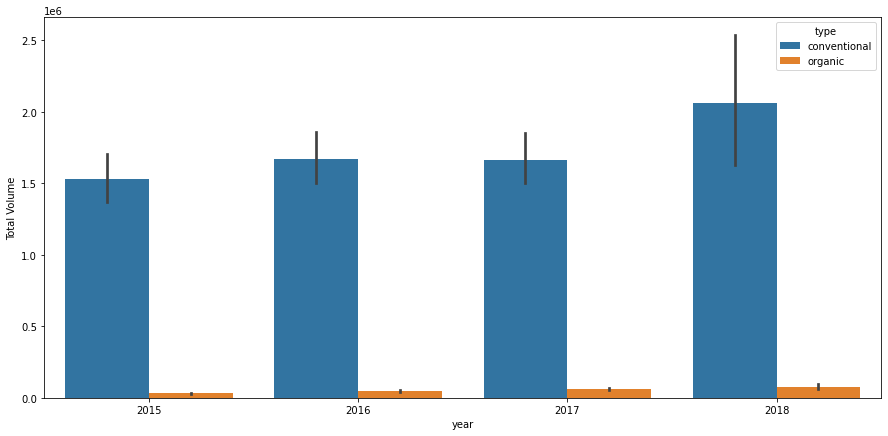 1e6
type
conventional
organic
2.5
2.0
1.5
1.0
0.5
0.0
Total Volume
2015 2016 2017 2018
year